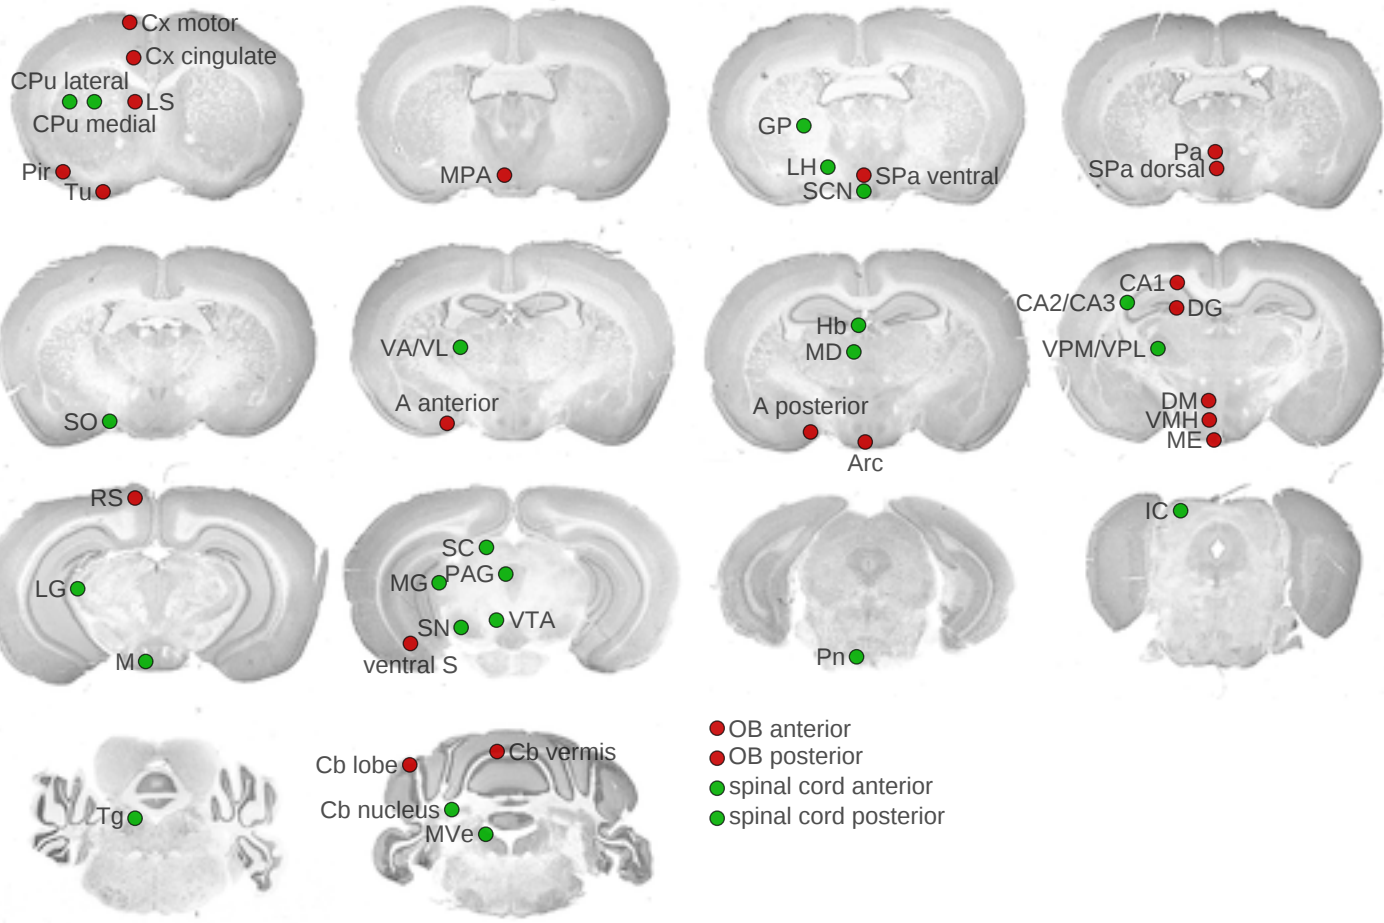 Cx motor
Cx cingulate
CPu lateral
LS
CPu medial
Pir
Tu
MPA
GP
LH
SPa ventral
SCN
Pa
SPa dorsal
SO
VA/VL
A anterior
Hb
MD
A posterior
Arc
CA1
CA2/CA3
DG
VPM/VPL
DM
VMH
ME
RS
LG
M
SC
MG
PAG
SN
VTA
ventral S
Pn
IC
Tg
Cb lobe
Cb vermis
Cb nucleus
MVe
OB anterior
OB posterior
spinal cord anterior
spinal cord posterior